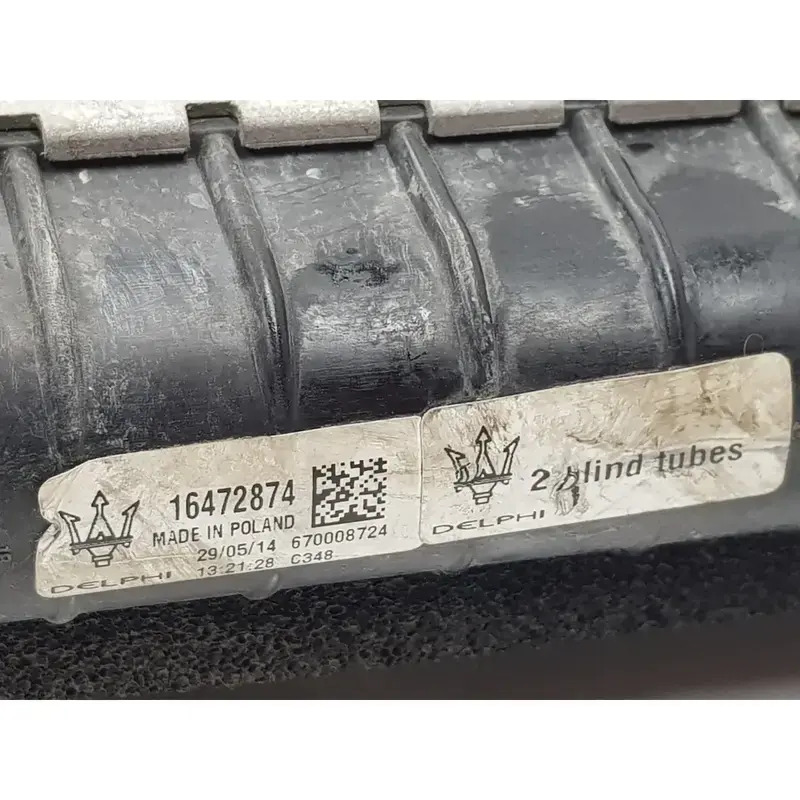 16472874
MADE IN POLAND
29/05/14 670008724
13:21:28 C348
DELPHI
2 blind tubes
DELPHI